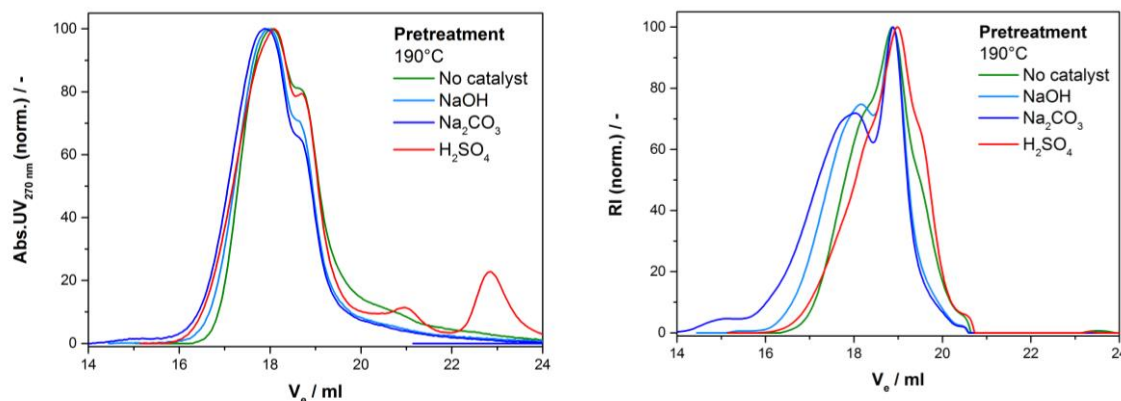 Abs.UV270 nm (norm.) / -
100
80
60
40
20
0
14
16
18
20
22
24
Ve / ml
Pretreatment
190°C
No catalyst
NaOH
Na2CO3
H2SO4
RI (norm.) / -
100
80
60
40
20
0
14
16
18
20
22
24
Ve / ml
Pretreatment
190°C
No catalyst
NaOH
Na2CO3
H2SO4